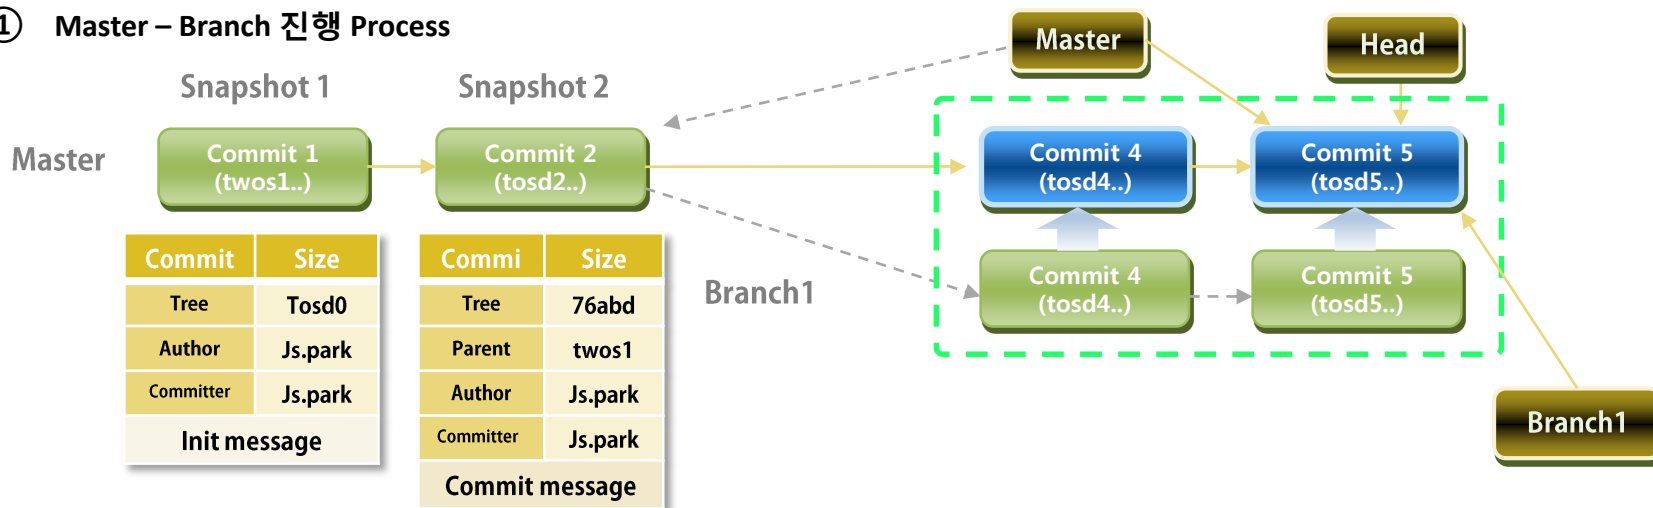 ① Master – Branch 진행 Process
Master
Head
Snapshot 1
Snapshot 2
Master
Commit 1
(twos1..)
Commit 2
(tosd2..)
Commit 4
(tosd4..)
Commit 5
(tosd5..)
Commit Size
Tree Tosd0
Author Js.park
Committer Js.park
Init message
Commi Size
Tree 76abd
Parent twos1
Author Js.park
Committer Js.park
Commit message
Branch1
Commit 4
(tosd4..)
Commit 5
(tosd5..)
Branch1